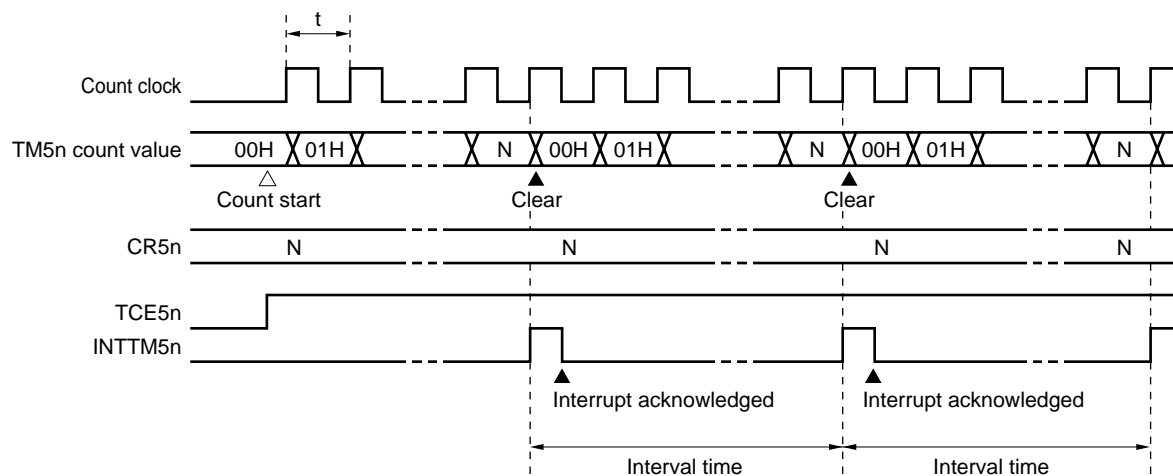 t
Count clock
TM5n count value 00H 01H N 00H 01H N 00H 01H N
Count start Clear Clear
CR5n N N N N
TCE5n
INTTM5n
Interrupt acknowledged Interrupt acknowledged
Interval time Interval time